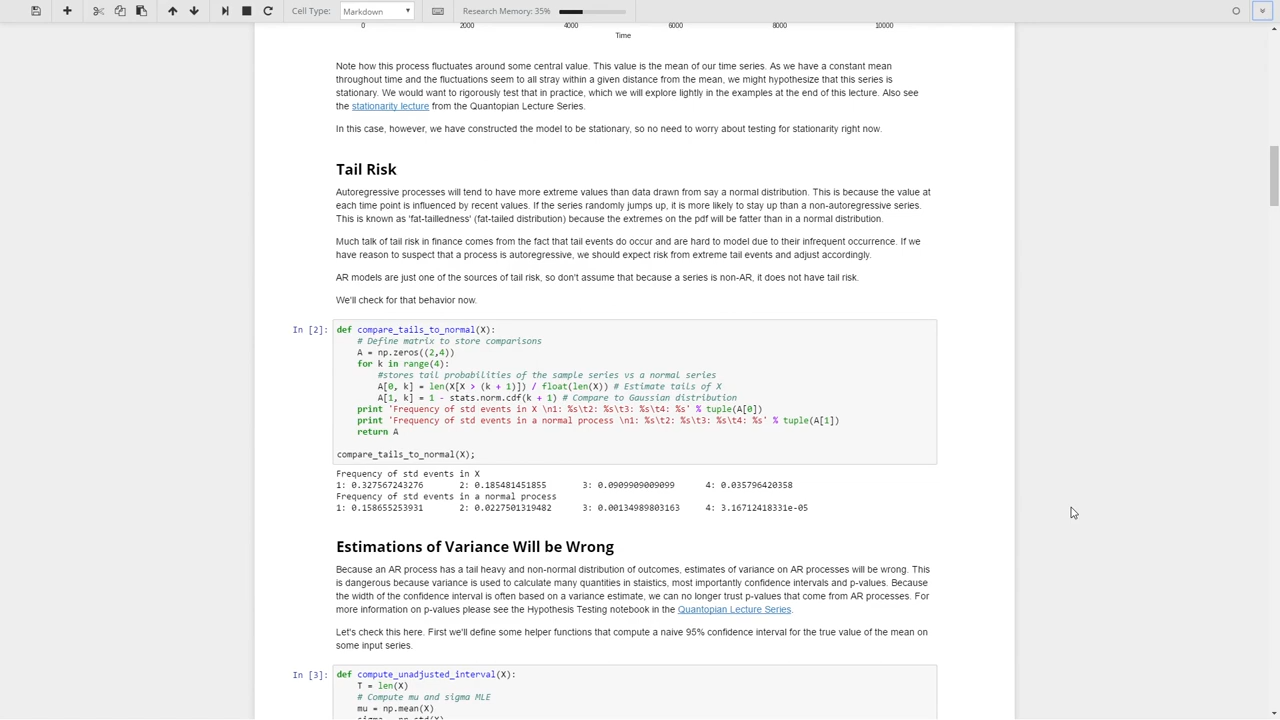 Cell Type: Markdown Research Memory: 35%
0 2000 4000 6000 8000 10000
Time
Note how this process fluctuates around some central value. This value is the mean of our time series. As we have a constant mean
throughout time and the fluctuations seem to all stray within a given distance from the mean, we might hypothesize that this series is
stationary. We would want to rigorously test that in practice, which we will explore lightly in the examples at the end of this lecture. Also see
the stationarity lecture from the Quantopian Lecture Series.
In this case, however, we have constructed the model to be stationary, so no need to worry about testing for stationarity right now.
Tail Risk
Autoregressive processes will tend to have more extreme values than data drawn from say a normal distribution. This is because the value at
each time point is influenced by recent values. If the series randomly jumps up, it is more likely to stay up than a non-autoregressive series.
This is known as 'fat-tailledness' (fat-tailed distribution) because the extremes on the pdf will be fatter than in a normal distribution.
Much talk of tail risk in finance comes from the fact that tail events do occur and are hard to model due to their infrequent occurrence. If we
have reason to suspect that a process is autoregressive, we should expect risk from extreme tail events and adjust accordingly.
AR models are just one of the sources of tail risk, so don't assume that because a series is non-AR, it does not have tail risk.
We'll check for that behavior now.
In [2]: def compare_tails_to_normal(X):
# Define matrix to store comparisons
A = np.zeros((2,4))
for k in range(4):
#stores tail probabilities of the sample series vs a normal series
A[0, k] = len(X[X > (k + 1)]) / float(len(X)) # Estimate tails of X
A[1, k] = 1 - stats.norm.cdf(k + 1) # Compare to Gaussian distribution
print 'Frequency of std events in X \n1: %s\t2: %s\t3: %s\t4: %s' % tuple(A[0])
print 'Frequency of std events in a normal process \n1: %s\t2: %s\t3: %s\t4: %s' % tuple(A[1])
return A
compare_tails_to_normal(X);
Frequency of std events in X
1: 0.327567243276 2: 0.185481451855 3: 0.0909909009099 4: 0.035796420358
Frequency of std events in a normal process
1: 0.158655253931 2: 0.0227501319482 3: 0.00134989803163 4: 3.16712418331e-05
Estimations of Variance Will be Wrong
Because an AR process has a tail heavy and non-normal distribution of outcomes, estimates of variance on AR processes will be wrong. This
is dangerous because variance is used to calculate many quantities in staistics, most importantly confidence intervals and p-values. Because
the width of the confidence interval is often based on a variance estimate, we can no longer trust p-values that come from AR processes. For
more information on p-values please see the Hypothesis Testing notebook in the Quantopian Lecture Series.
Let's check this here. First we'll define some helper functions that compute a naive 95% confidence interval for the true value of the mean on
some input series.
In [3]: def compute_unadjusted_interval(X):
T = len(X)
# Compute mu and sigma MLE
mu = np.mean(X)
sigma = np.std(X)